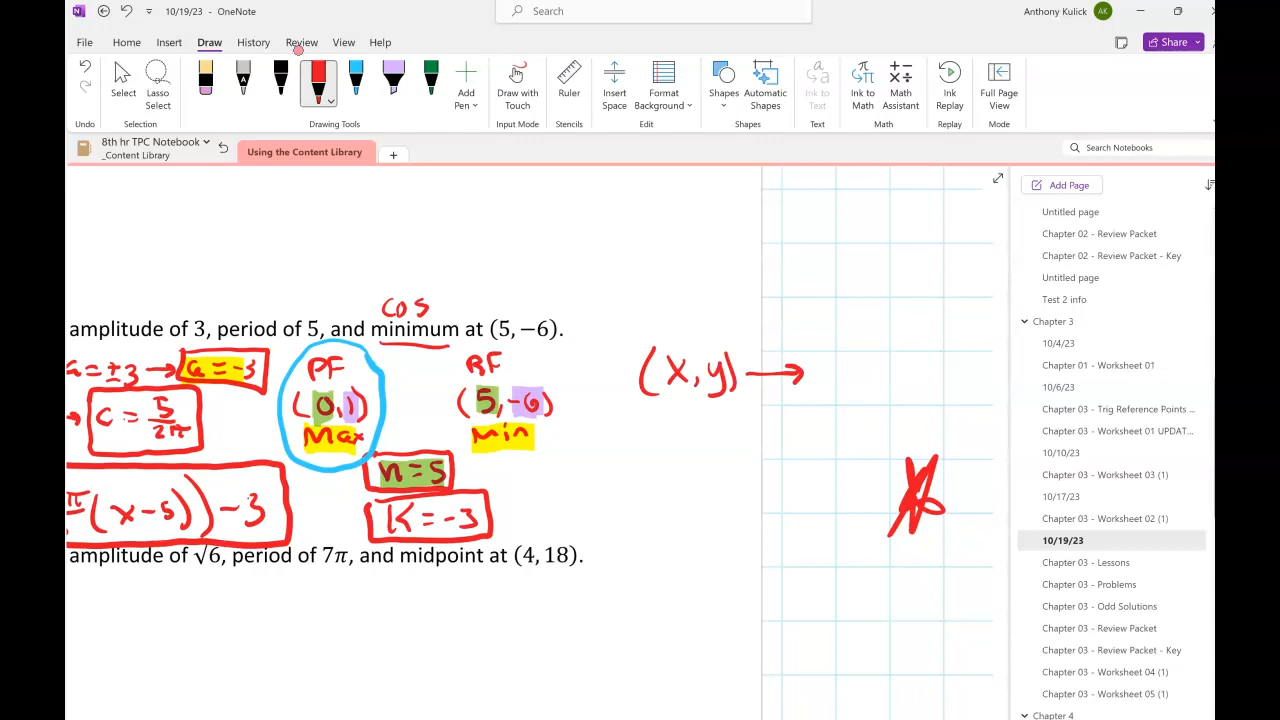 10/19/23 - OneNote
Search
Anthony Kulick
AK
File Home Insert Draw History Review View Help
Share
Select
Lasso Select
Add Pen
Draw with Touch
Ruler
Insert Space
Format Background
Shapes
Automatic Shapes
Ink to Text
Ink to Math
Math Assistant
Ink Replay
Full Page View
Undo
Selection
Drawing Tools
Input Mode
Stencils
Edit
Shapes
Text
Math
Replay
Mode
8th hr TPC Notebook
_Content Library
Using the Content Library
+
Search Notebooks
Add Page
Untitled page
Chapter 02 - Review Packet
Chapter 02 - Review Packet - Key
Untitled page
Test 2 info
Chapter 3
10/4/23
Chapter 03 - Worksheet 01
10/6/23
Chapter 03 - Trig Reference Points ...
Chapter 03 - Worksheet 01 UPDAT...
10/10/23
Chapter 03 - Worksheet 03 (1)
10/17/23
Chapter 03 - Worksheet 02 (1)
10/19/23
Chapter 03 - Lessons
Chapter 03 - Problems
Chapter 03 - Odd Solutions
Chapter 03 - Review Packet
Chapter 03 - Review Packet - Key
Chapter 03 - Worksheet 04 (1)
Chapter 03 - Worksheet 05 (1)
Chapter 4
cos
amplitude of 3, period of 5, and minimum at (5, −6).
a = ±3 → a = -3
PF
RF
(x, y) →
→ c = 5/2π
(0, 1)
(5, -6)
Max
Min
h = 5
π (x-5)) - 3
K = -3
amplitude of √6, period of 7π, and midpoint at (4, 18).